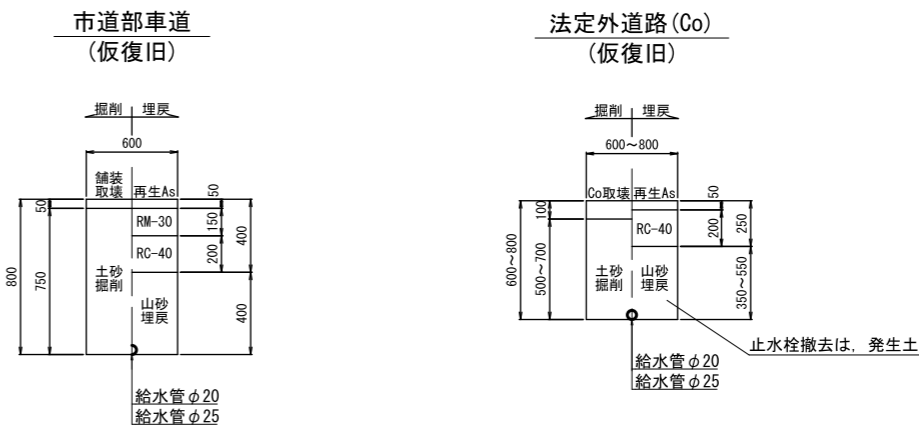 市道部車道
(仮復旧)
掘削 埋戻
600
舗装
取壊
再生As
50
50
RM-30
150
RC-40
200
400
800
750
土砂
掘削
山砂
埋戻
400
給水管φ20
給水管φ25
法定外道路(Co)
(仮復旧)
掘削 埋戻
600～800
Co取壊
再生As
100
50
RC-40
200
250
600～800
500～700
土砂
掘削
山砂
埋戻
350～550
止水栓撤去は，発生土
給水管φ20
給水管φ25